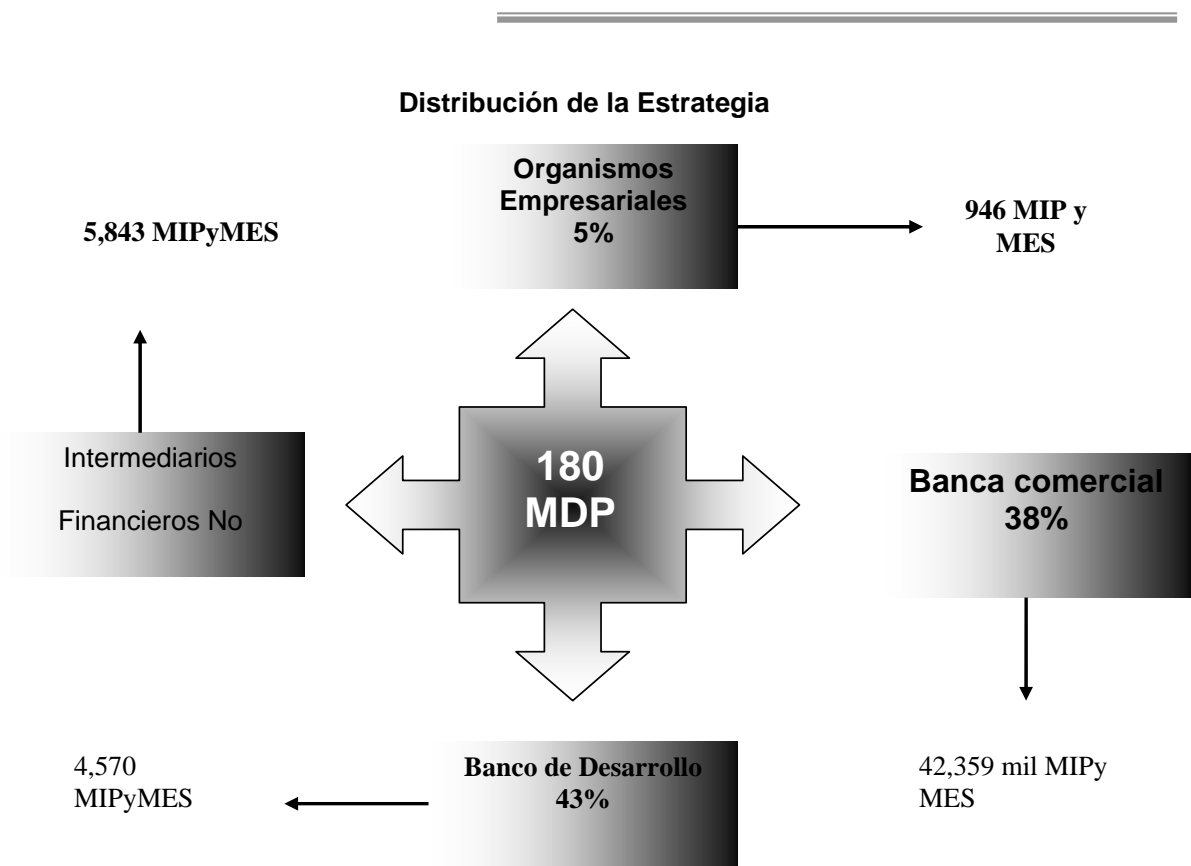 Distribución de la Estrategia
Organismos
Empresariales
5%
5,843 MIPyMES
946 MIP y
MES
Intermediarios
Financieros No
180
MDP
Banca comercial
38%
4,570
MIPyMES
Banco de Desarrollo
43%
42,359 mil MIPy
MES